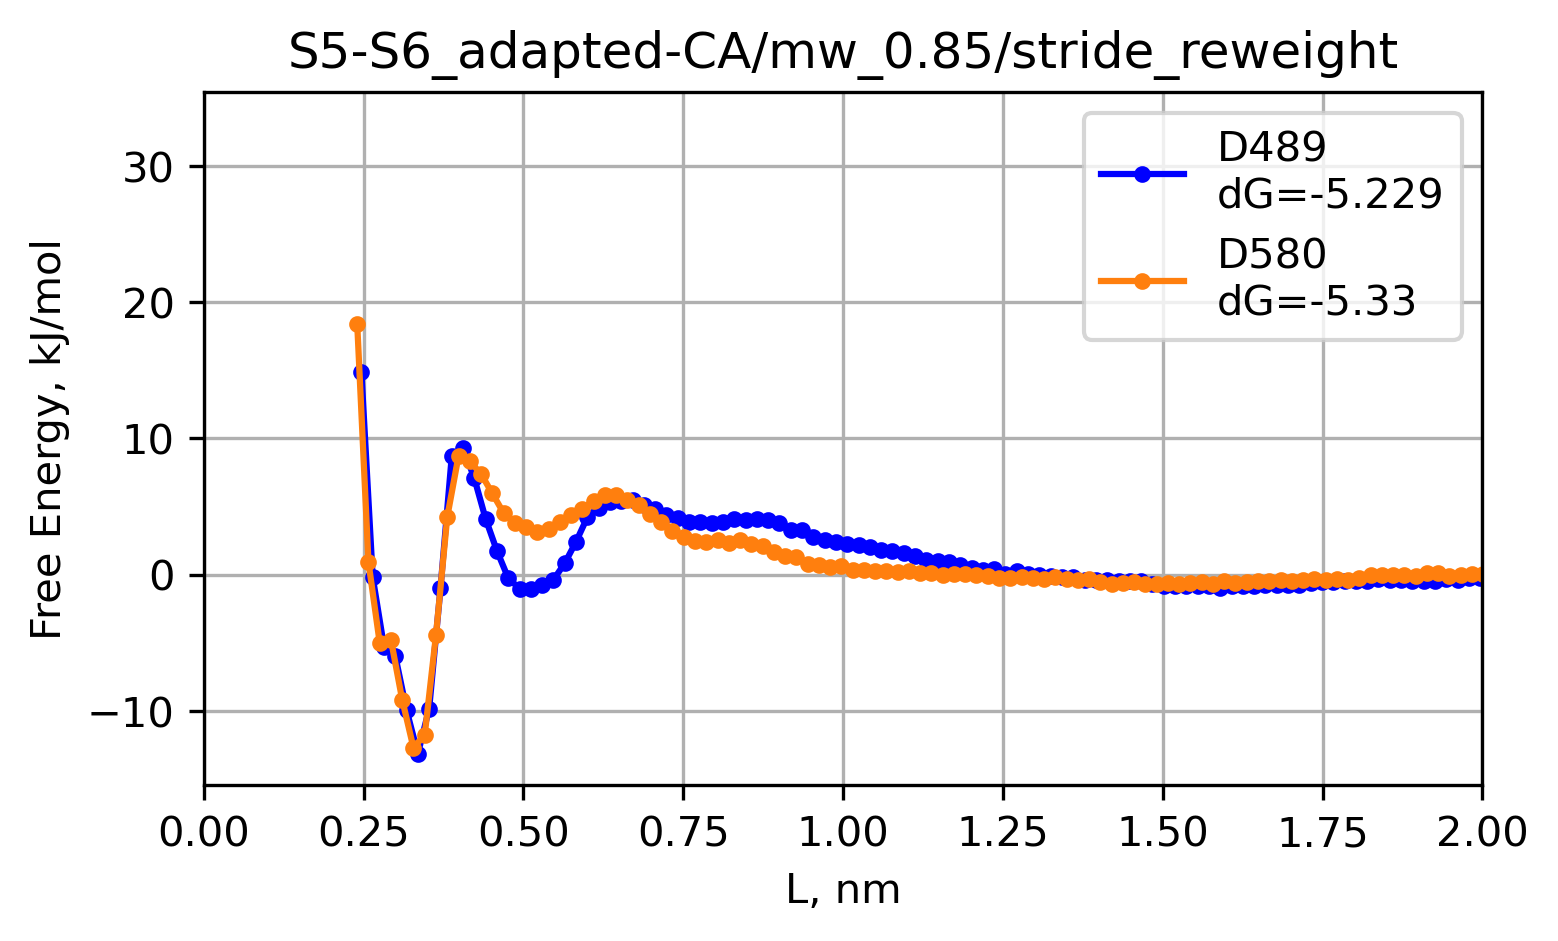 S5-S6_adapted-CA/mw_0.85/stride_reweight
D489
dG=-5.229
D580
dG=-5.33
Free Energy, kJ/mol
30
20
10
0
−10
0.00 0.25 0.50 0.75 1.00 1.25 1.50 1.75 2.00
L, nm